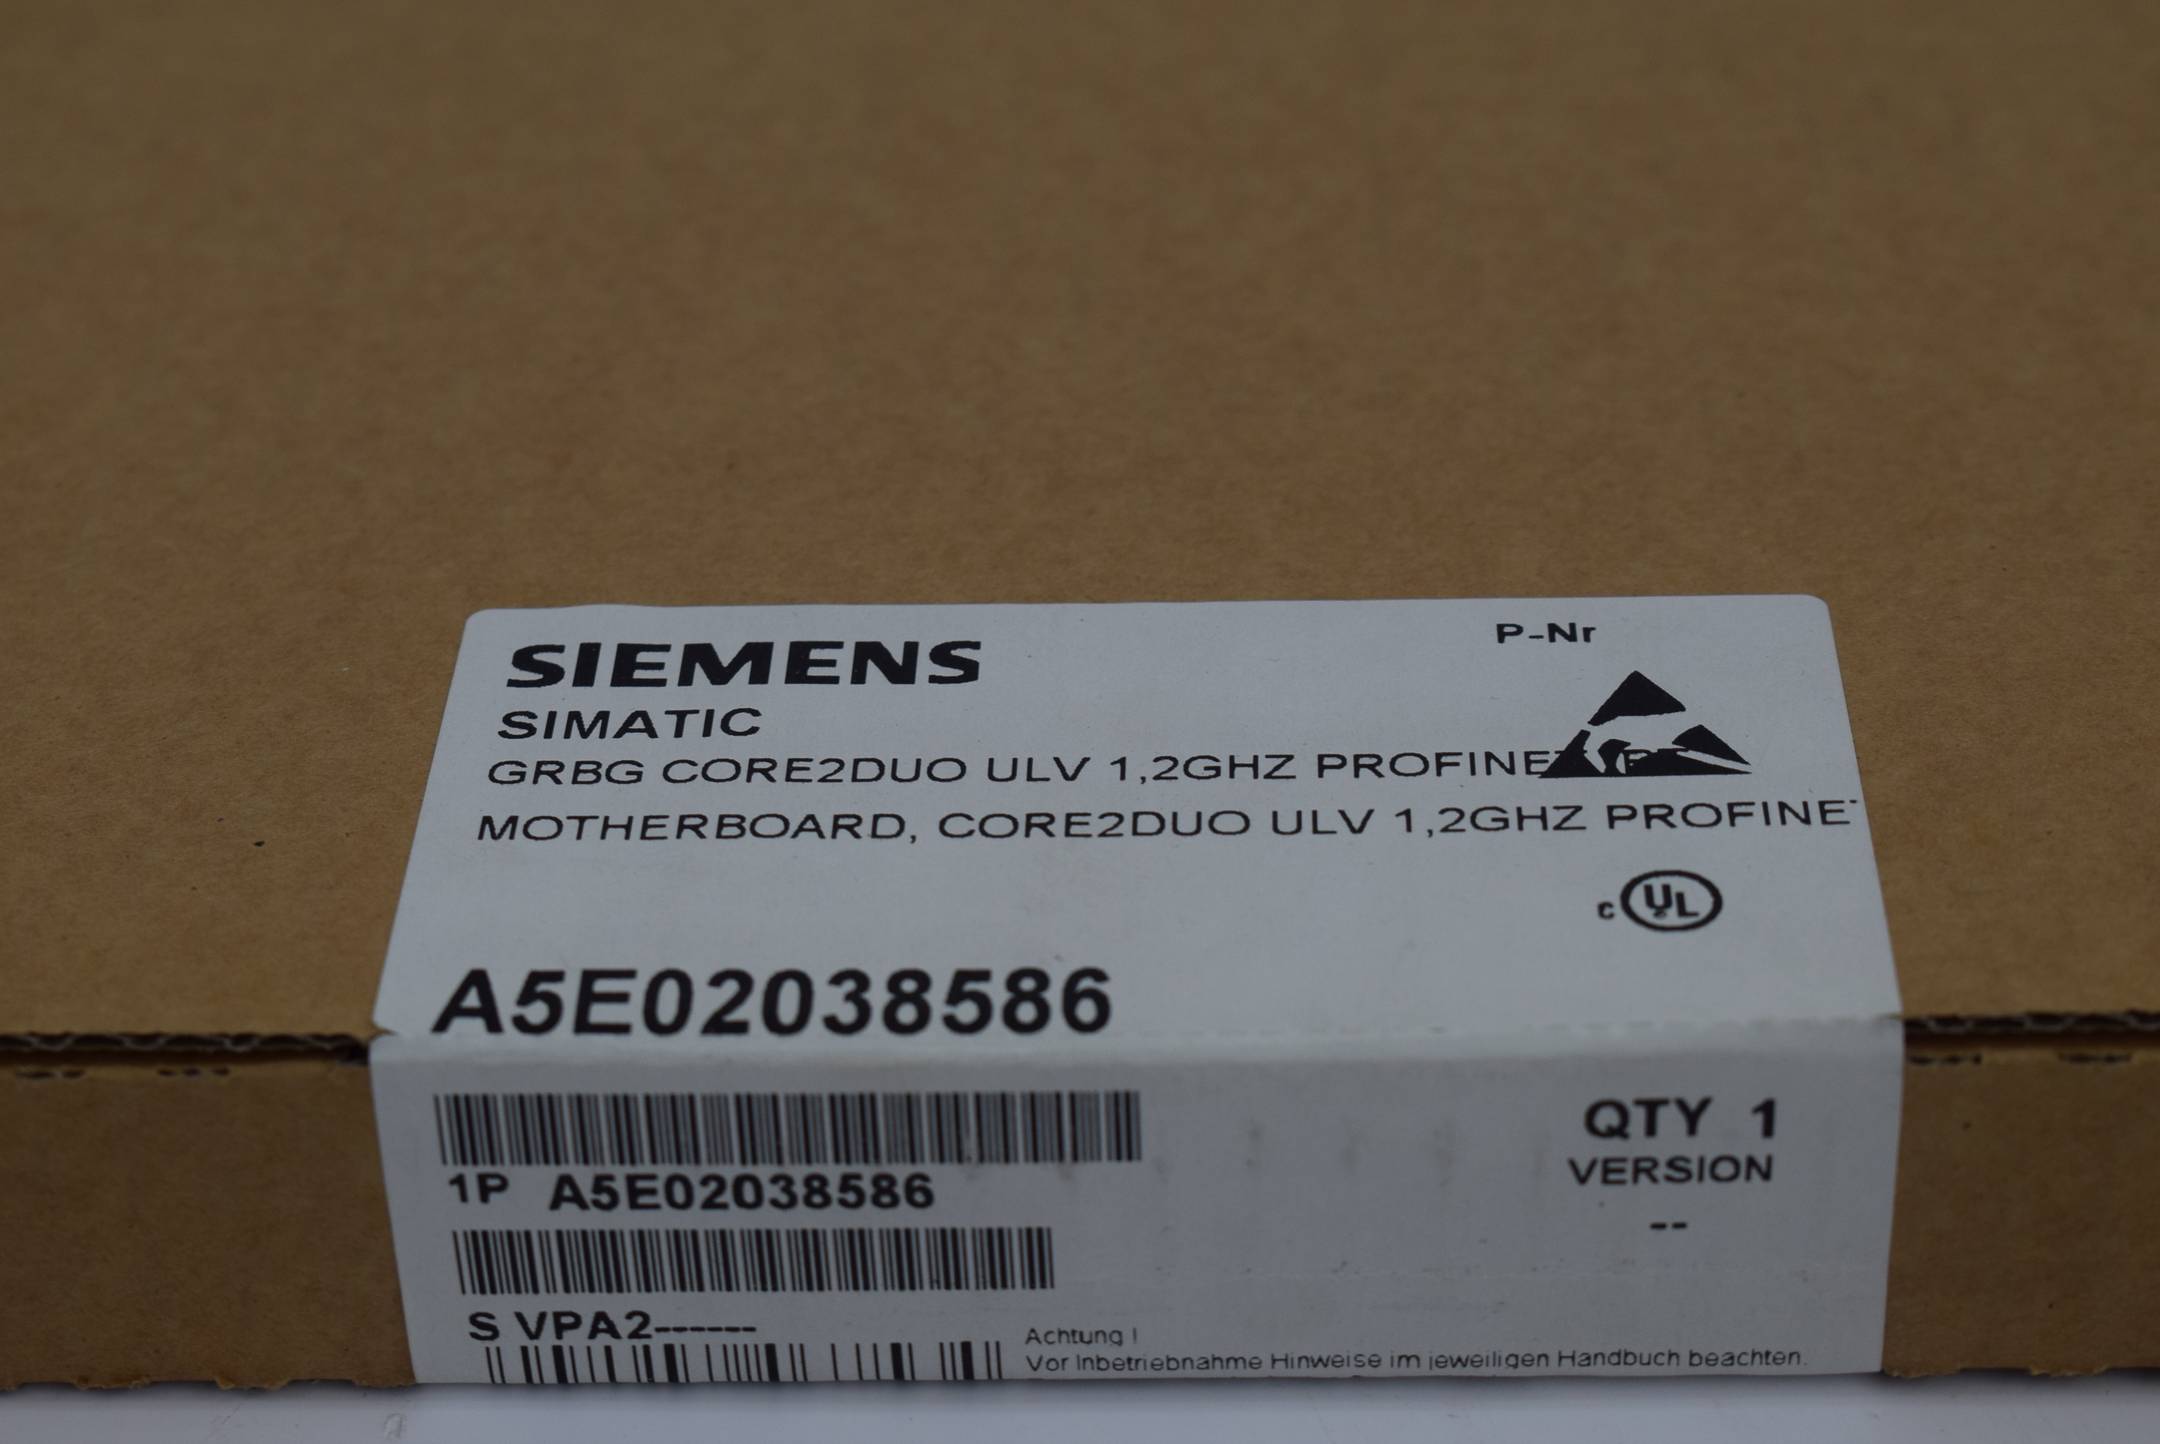 SIEMENS
P-Nr
SIMATIC
GRBG CORE2DUO ULV 1,2GHZ PROFINE
MOTHERBOARD, CORE2DUO ULV 1,2GHZ PROFINE
c UL
A5E02038586
QTY 1
1P A5E02038586
VERSION
--
S VPA2------
Achtung !
Vor Inbetriebnahme Hinweise im jeweiligen Handbuch beachten.